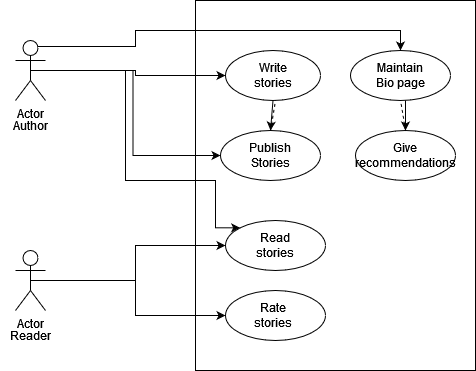 Write
stories
Maintain
Bio page
Actor
Author
Publish
Stories
Give
recommendations
Read
stories
Rate
stories
Actor
Reader